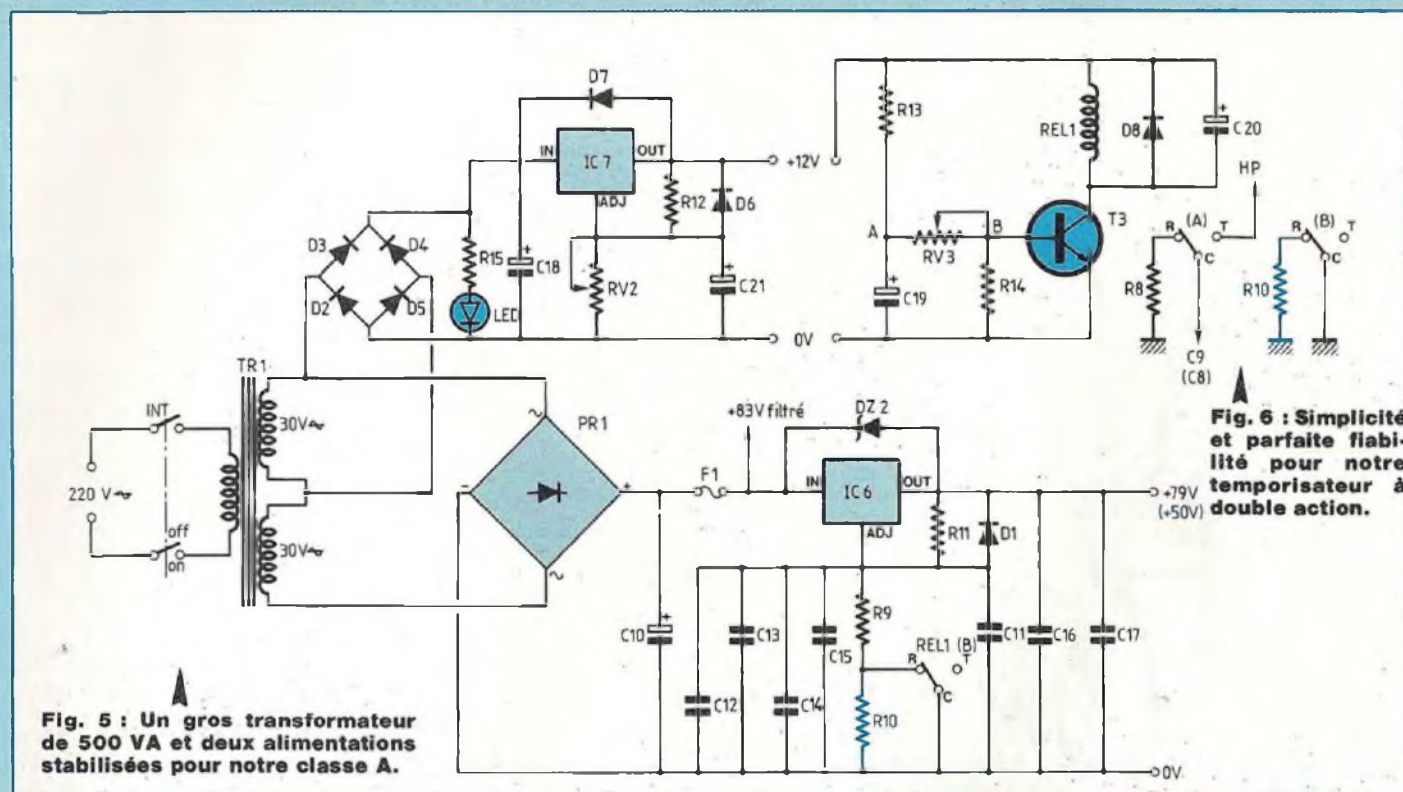 D7
R13
REL1
D8
+
C20
IN
IC 7
OUT
ADJ
R12
D6
+12V
HP
D3
D4
D2
D5
R15
LED
+
C18
RV2
C21
+
A
RV3
B
T3
C19
+
R14
R
(A)
T
C
R8
R
(B)
T
C
R10
0V
C9
(C8)
Fig. 6 : Simplicité
et parfaite fiabi-
lité pour notre
temporisateur à
double action.
TR1
INT
220 V~
off
on
30V~
30V~
PR1
~
-
+
~
F1
+83V filtré
DZ 2
IN
IC 6
OUT
ADJ
R11
D1
+79V
(+50V)
C10
+
C13
C15
R9
REL1 (B)
R
T
C
C11
C16
C17
C12
C14
R10
0V
Fig. 5 : Un gros transformateur
de 500 VA et deux alimentations
stabilisées pour notre classe A.